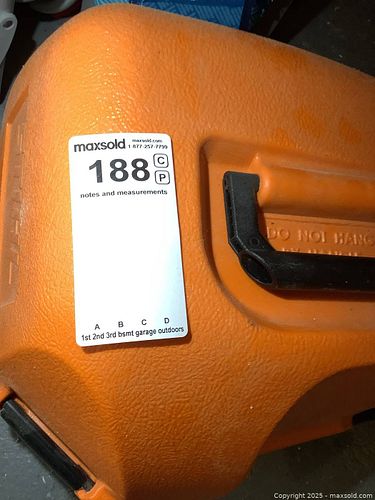 maxsold
maxsold.com
1-877-257-7799
188
C
P
notes and measurements
A B C D
1st 2nd 3rd bsmt garage outdoors
DO NOT HANG
Copyright 2025 - maxsold.com